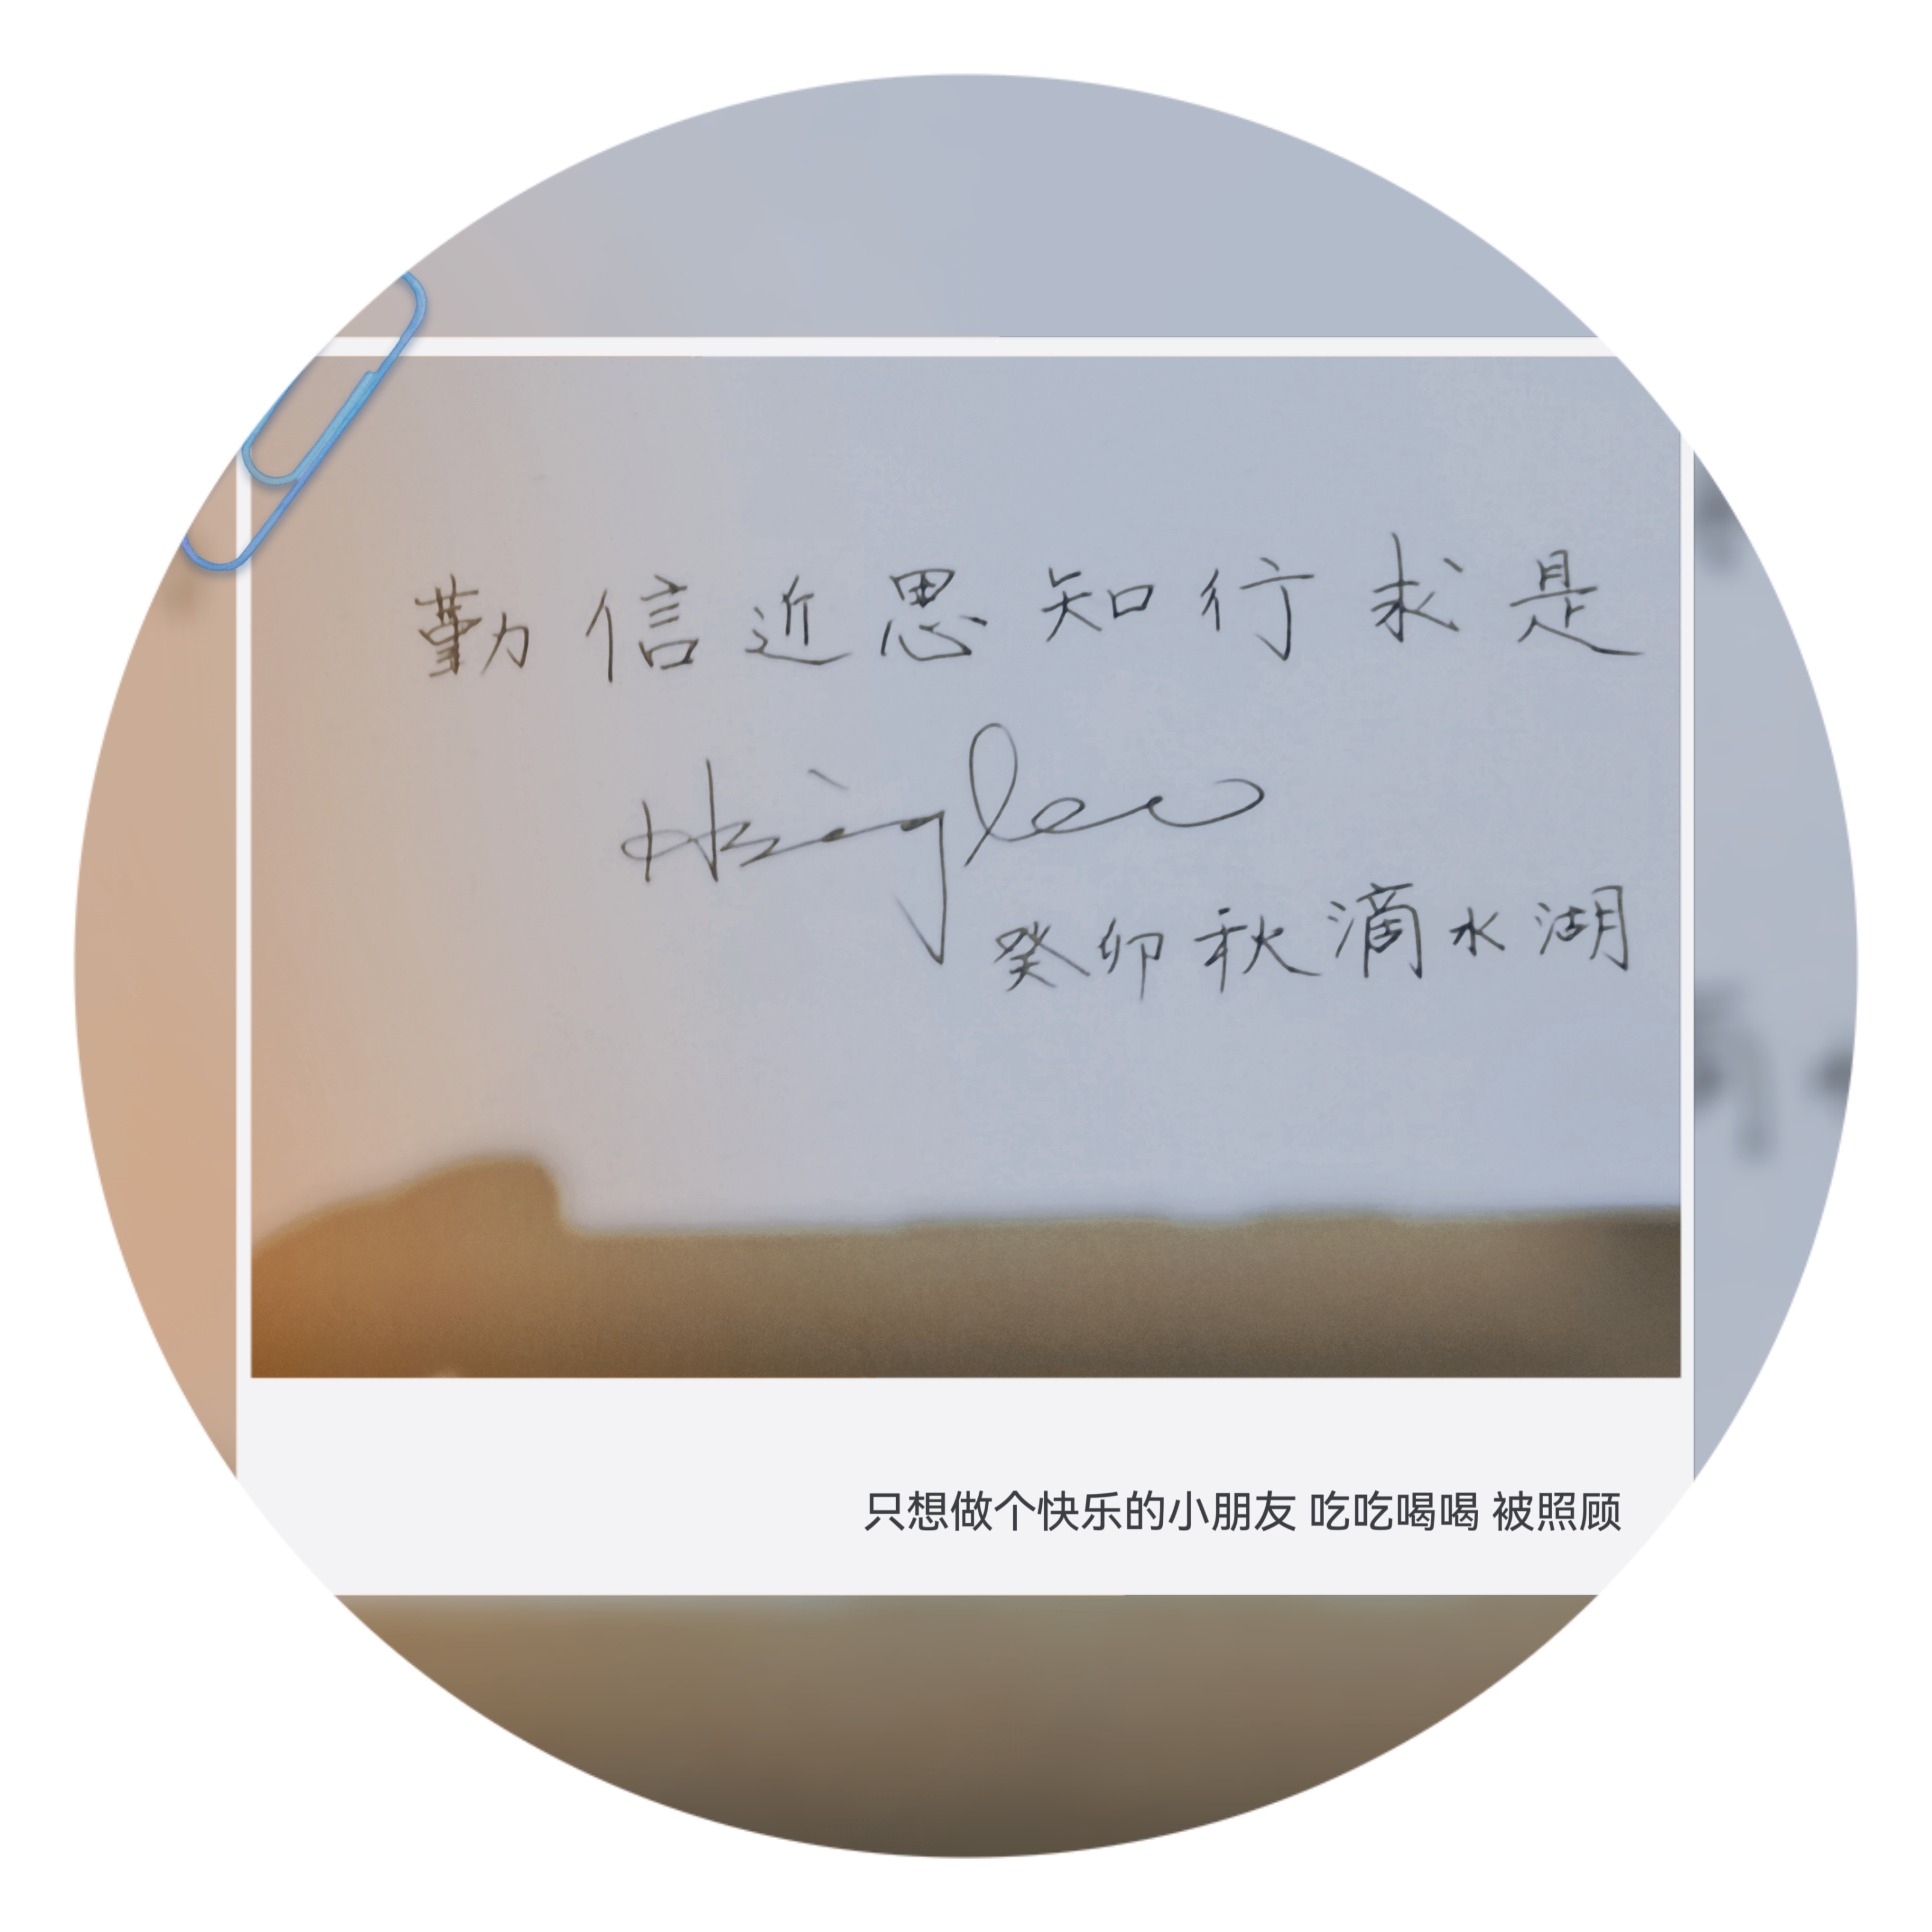 勤信近思知行求是
癸卯秋滴水湖
只想做个快乐的小朋友 吃吃喝喝 被照顾